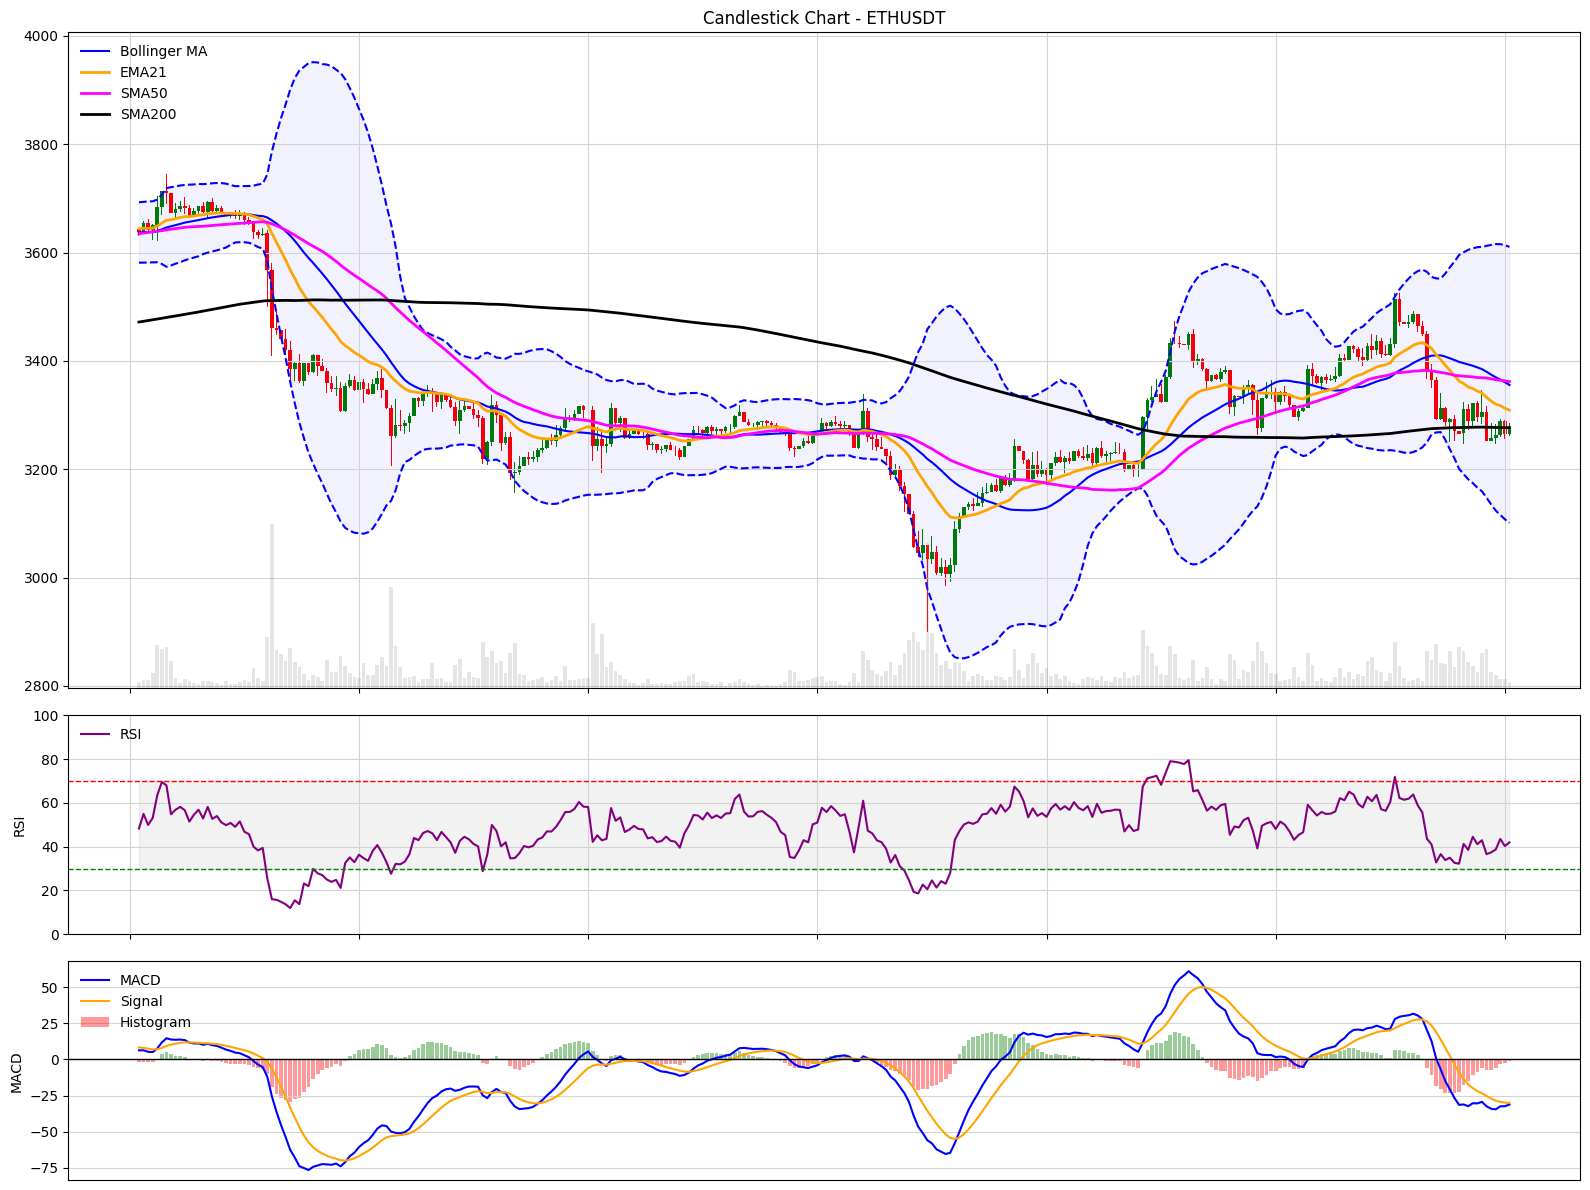 Candlestick Chart - ETHUSDT
4000
3800
3600
3400
3200
3000
2800
Bollinger MA
EMA21
SMA50
SMA200
100
80
60
40
20
0
RSI
RSI
50
25
0
−25
−50
−75
MACD
MACD
Signal
Histogram